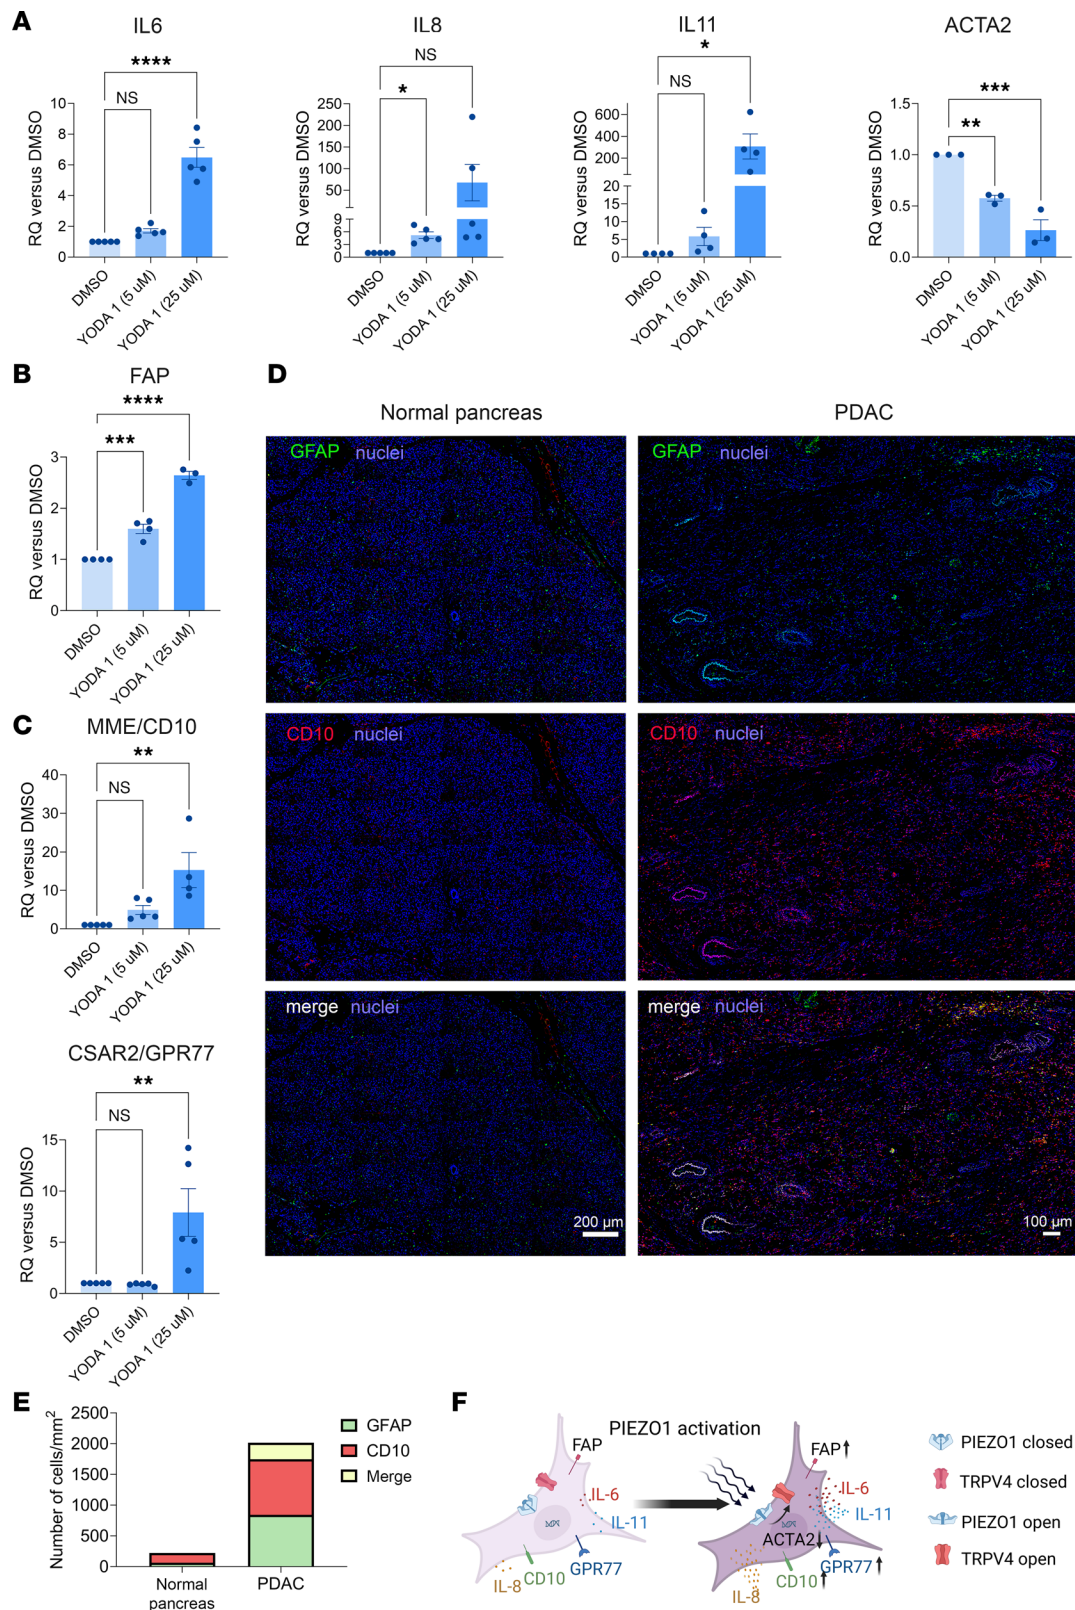 A
IL6
IL8
IL11
ACTA2
****
NS
RQ versus DMSO
10
8
6
4
2
0
DMSO
YODA 1 (5 uM)
YODA 1 (25 uM)
NS
*
RQ versus DMSO
250
200
150
100
50
9
6
3
0
DMSO
YODA 1 (5 uM)
YODA 1 (25 uM)
*
NS
RQ versus DMSO
600
400
200
20
15
10
5
0
DMSO
YODA 1 (5 uM)
YODA 1 (25 uM)
***
**
RQ versus DMSO
1.5
1.0
0.5
0.0
DMSO
YODA 1 (5 uM)
YODA 1 (25 uM)
B
FAP
****
***
RQ versus DMSO
3
2
1
0
DMSO
YODA 1 (5 uM)
YODA 1 (25 uM)
C
MME/CD10
**
NS
RQ versus DMSO
40
30
20
10
0
DMSO
YODA 1 (5 uM)
YODA 1 (25 uM)
CSAR2/GPR77
**
NS
RQ versus DMSO
15
10
5
0
DMSO
YODA 1 (5 uM)
YODA 1 (25 uM)
D
Normal pancreas
PDAC
GFAP nuclei
GFAP nuclei
CD10 nuclei
CD10 nuclei
merge nuclei
merge nuclei
200 µm
100 µm
E
Number of cells/mm2
2500
2000
1500
1000
500
0
Normal
pancreas
PDAC
GFAP
CD10
Merge
F
PIEZO1 activation
FAP
IL-6
IL-11
GPR77
CD10
IL-8
FAP
IL-6
IL-11
ACTA2
GPR77
CD10
IL-8
PIEZO1 closed
TRPV4 closed
PIEZO1 open
TRPV4 open